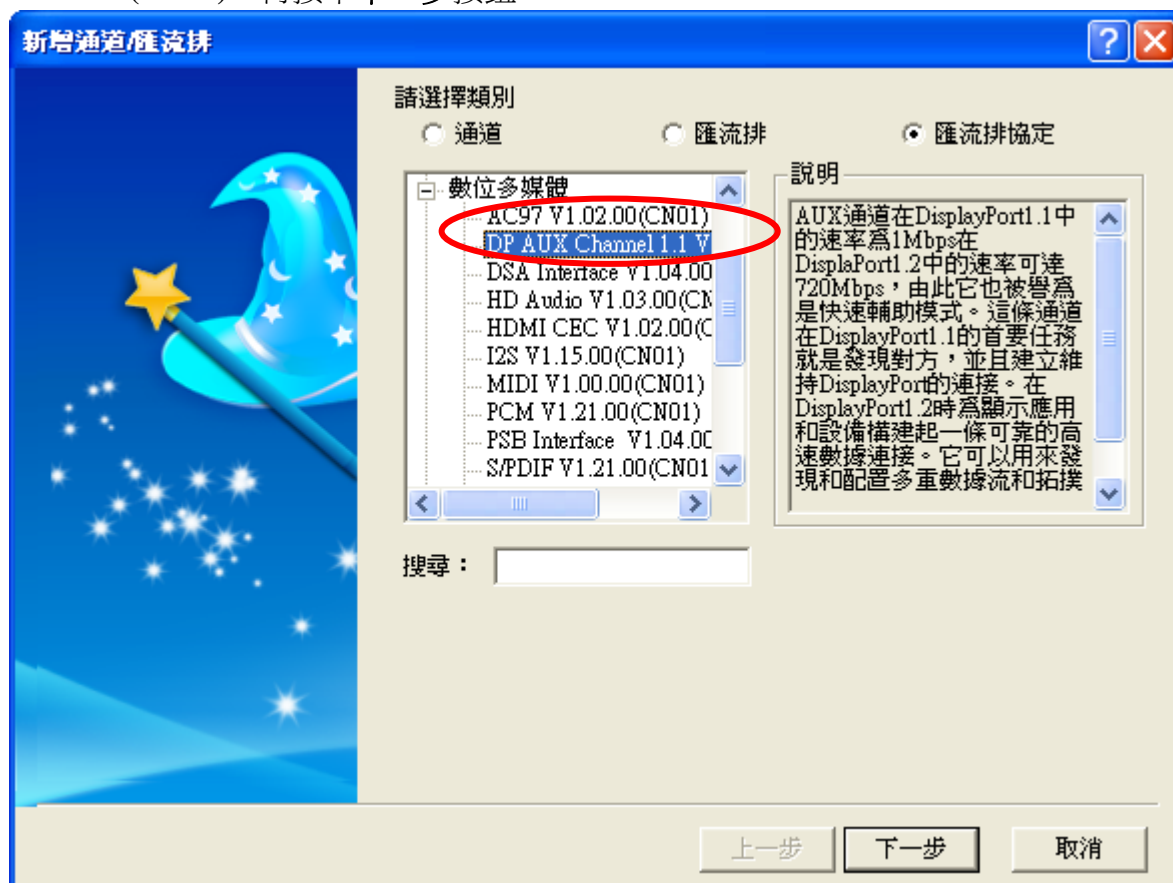 新增通道/匯流排
請選擇類別
通道
匯流排
匯流排協定
數位多媒體
AC97 V1.02.00(CN01)
DP AUX Channel 1.1 V
DSA Interface V1.04.00
HD Audio V1.03.00(CN
HDMI CEC V1.02.00(C
I2S V1.15.00(CN01)
MIDI V1.00.00(CN01)
PCM V1.21.00(CN01)
PSB Interface V1.04.00
S/PDIF V1.21.00(CN01
說明
AUX通道在DisplayPort1.1中
的速率爲1Mbps在
DisplaPort1.2中的速率可達
720Mbps，由此它也被譽爲
是快速輔助模式。這條通道
在DisplayPort1.1的首要任務
就是發現對方，並且建立維
持DisplayPort的連接。在
DisplayPort1.2時爲顯示應用
和設備構建起一條可靠的高
速數據連接。它可以用來發
現和配置多重數據流和拓撲
搜尋：
上一步
下一步
取消